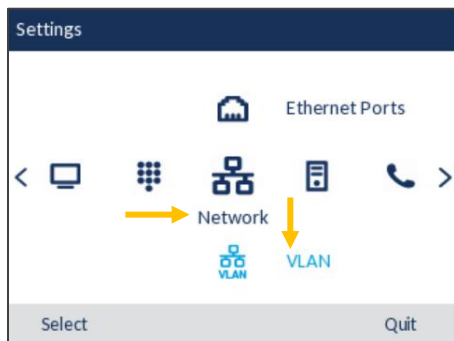 Settings
Ethernet Ports
Network
VLAN VLAN
Select Quit